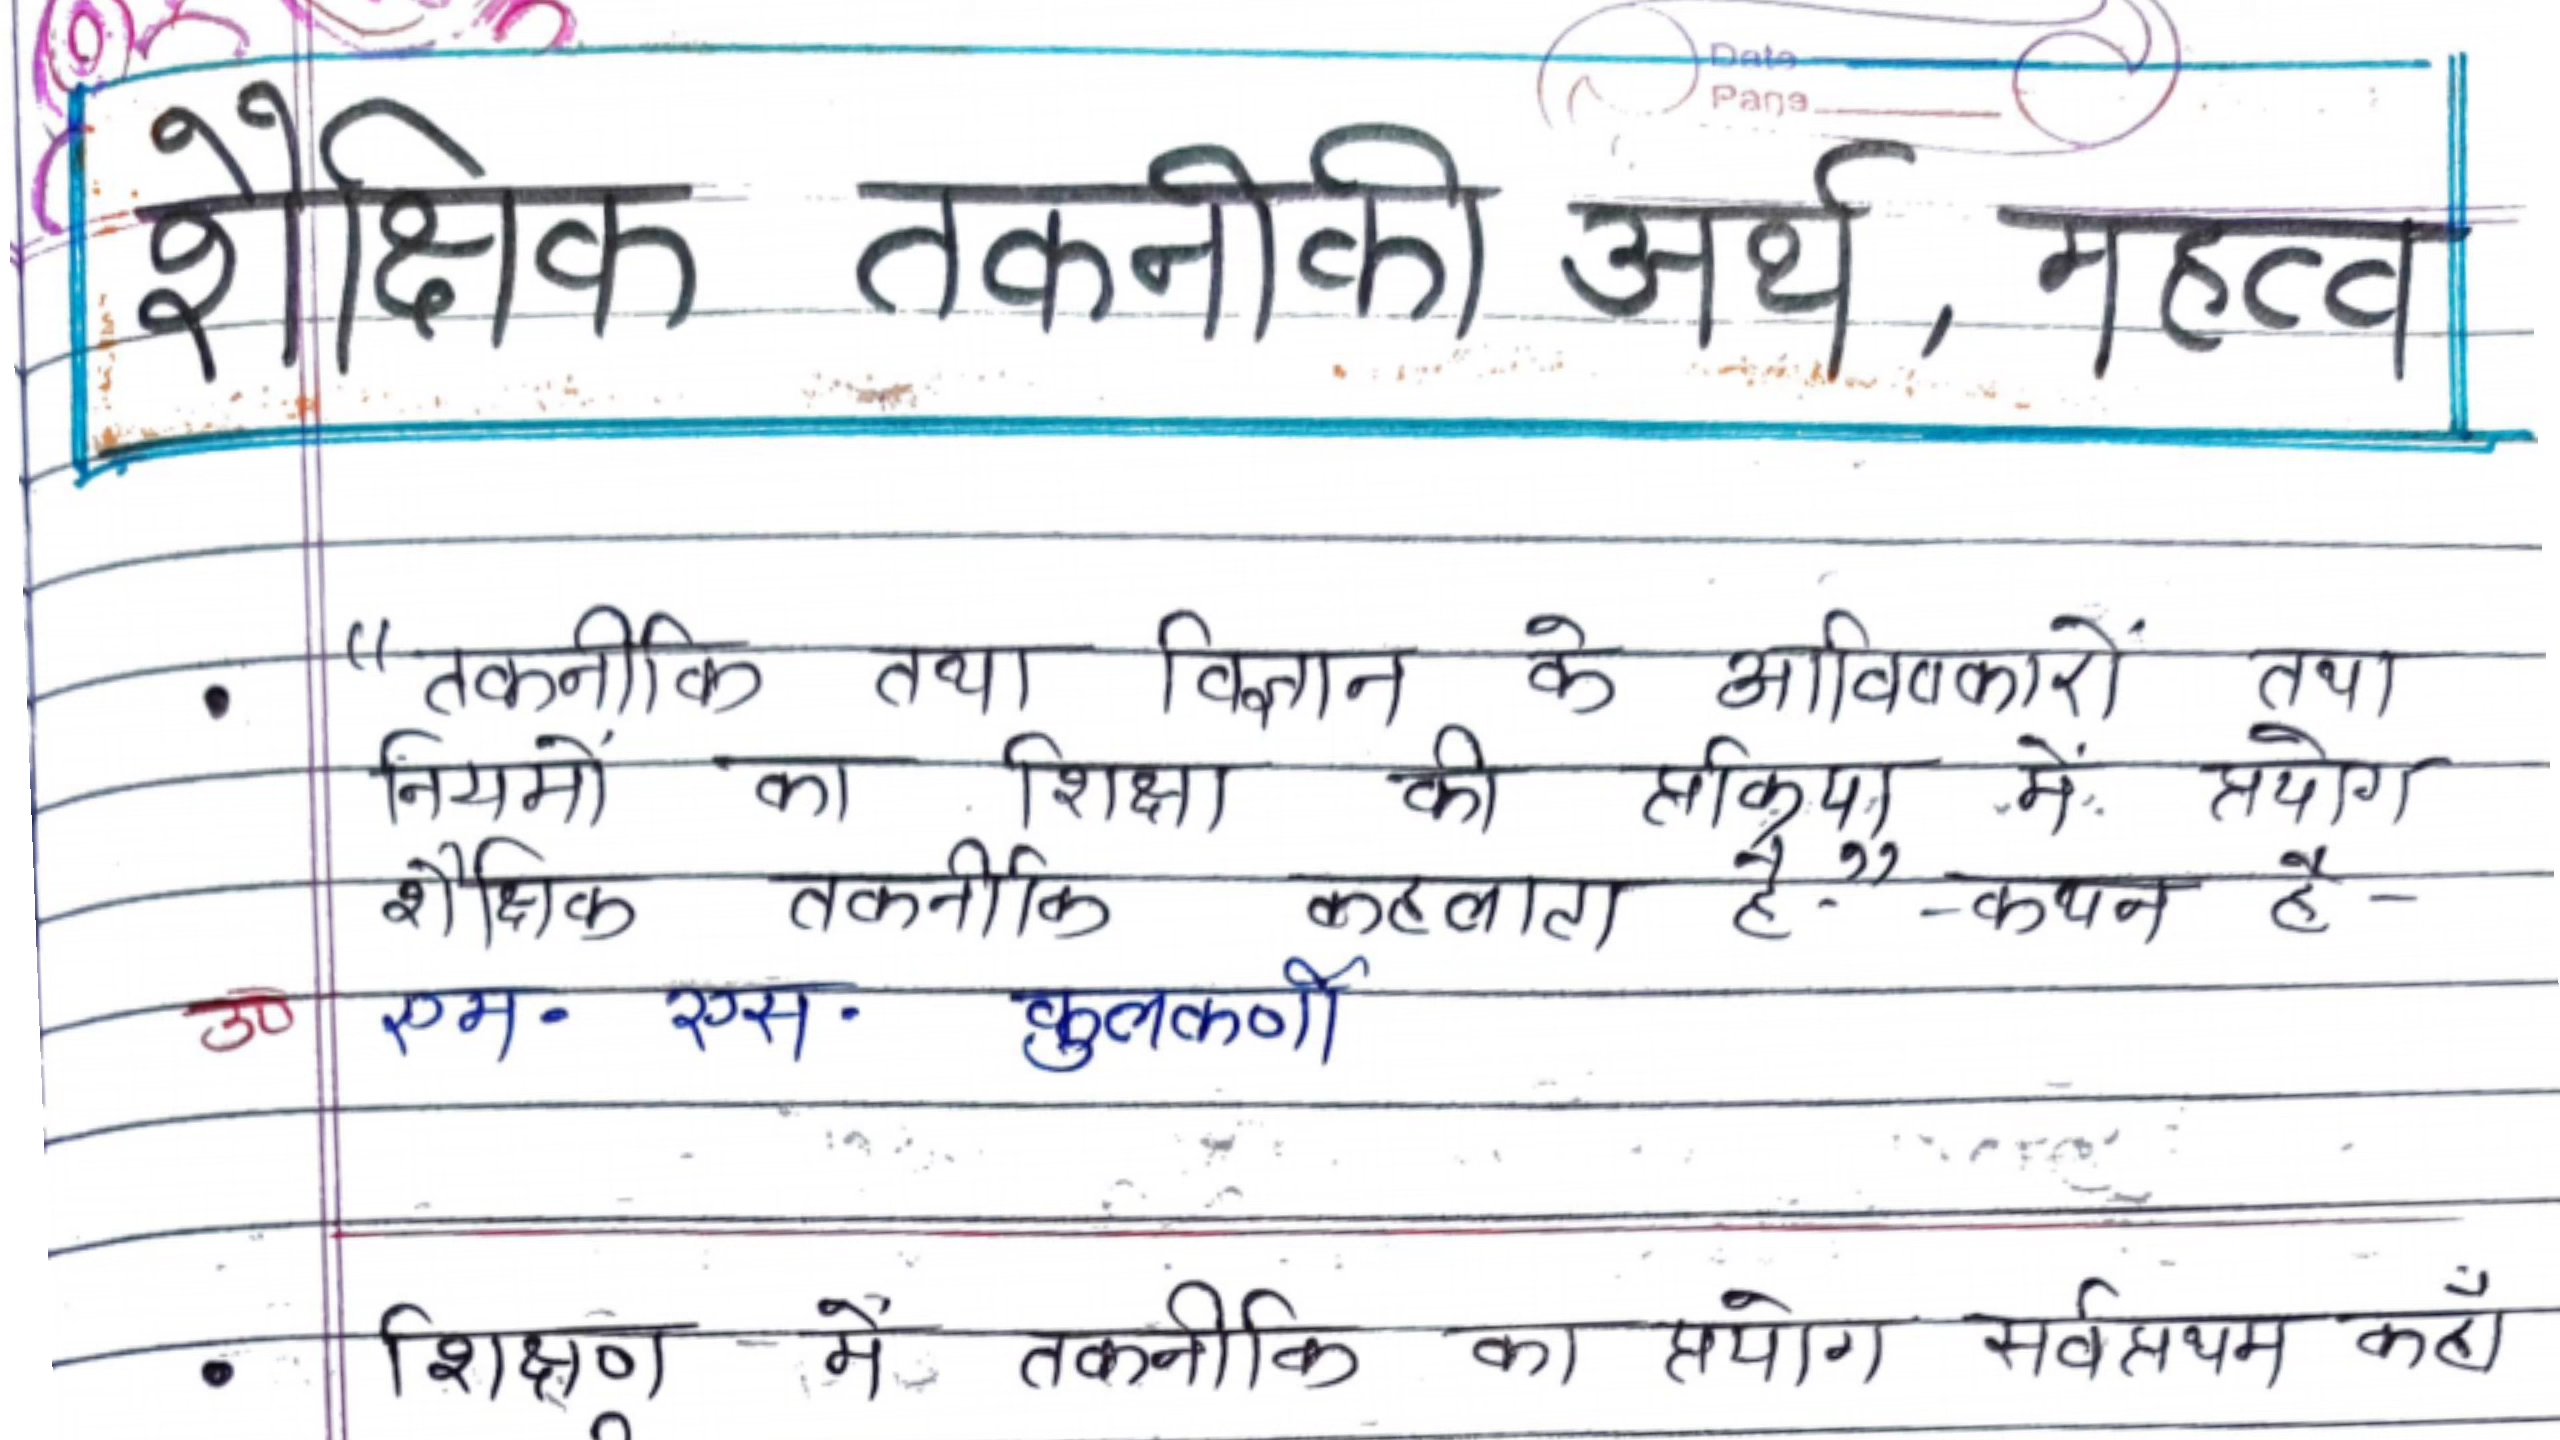 Date
Page
शैक्षिक तकनीकी अर्थ, महत्व
• "तकनीकि तथा विज्ञान के आविष्कारों तथा
नियमों का शिक्षा की प्रक्रिया में प्रयोग
शैक्षिक तकनीकि कहलाता है." - कथन है -
उ० एम. एस. कुलकर्णी
• शिक्षण में तकनीकि का प्रयोग सर्वप्रथम कहाँ